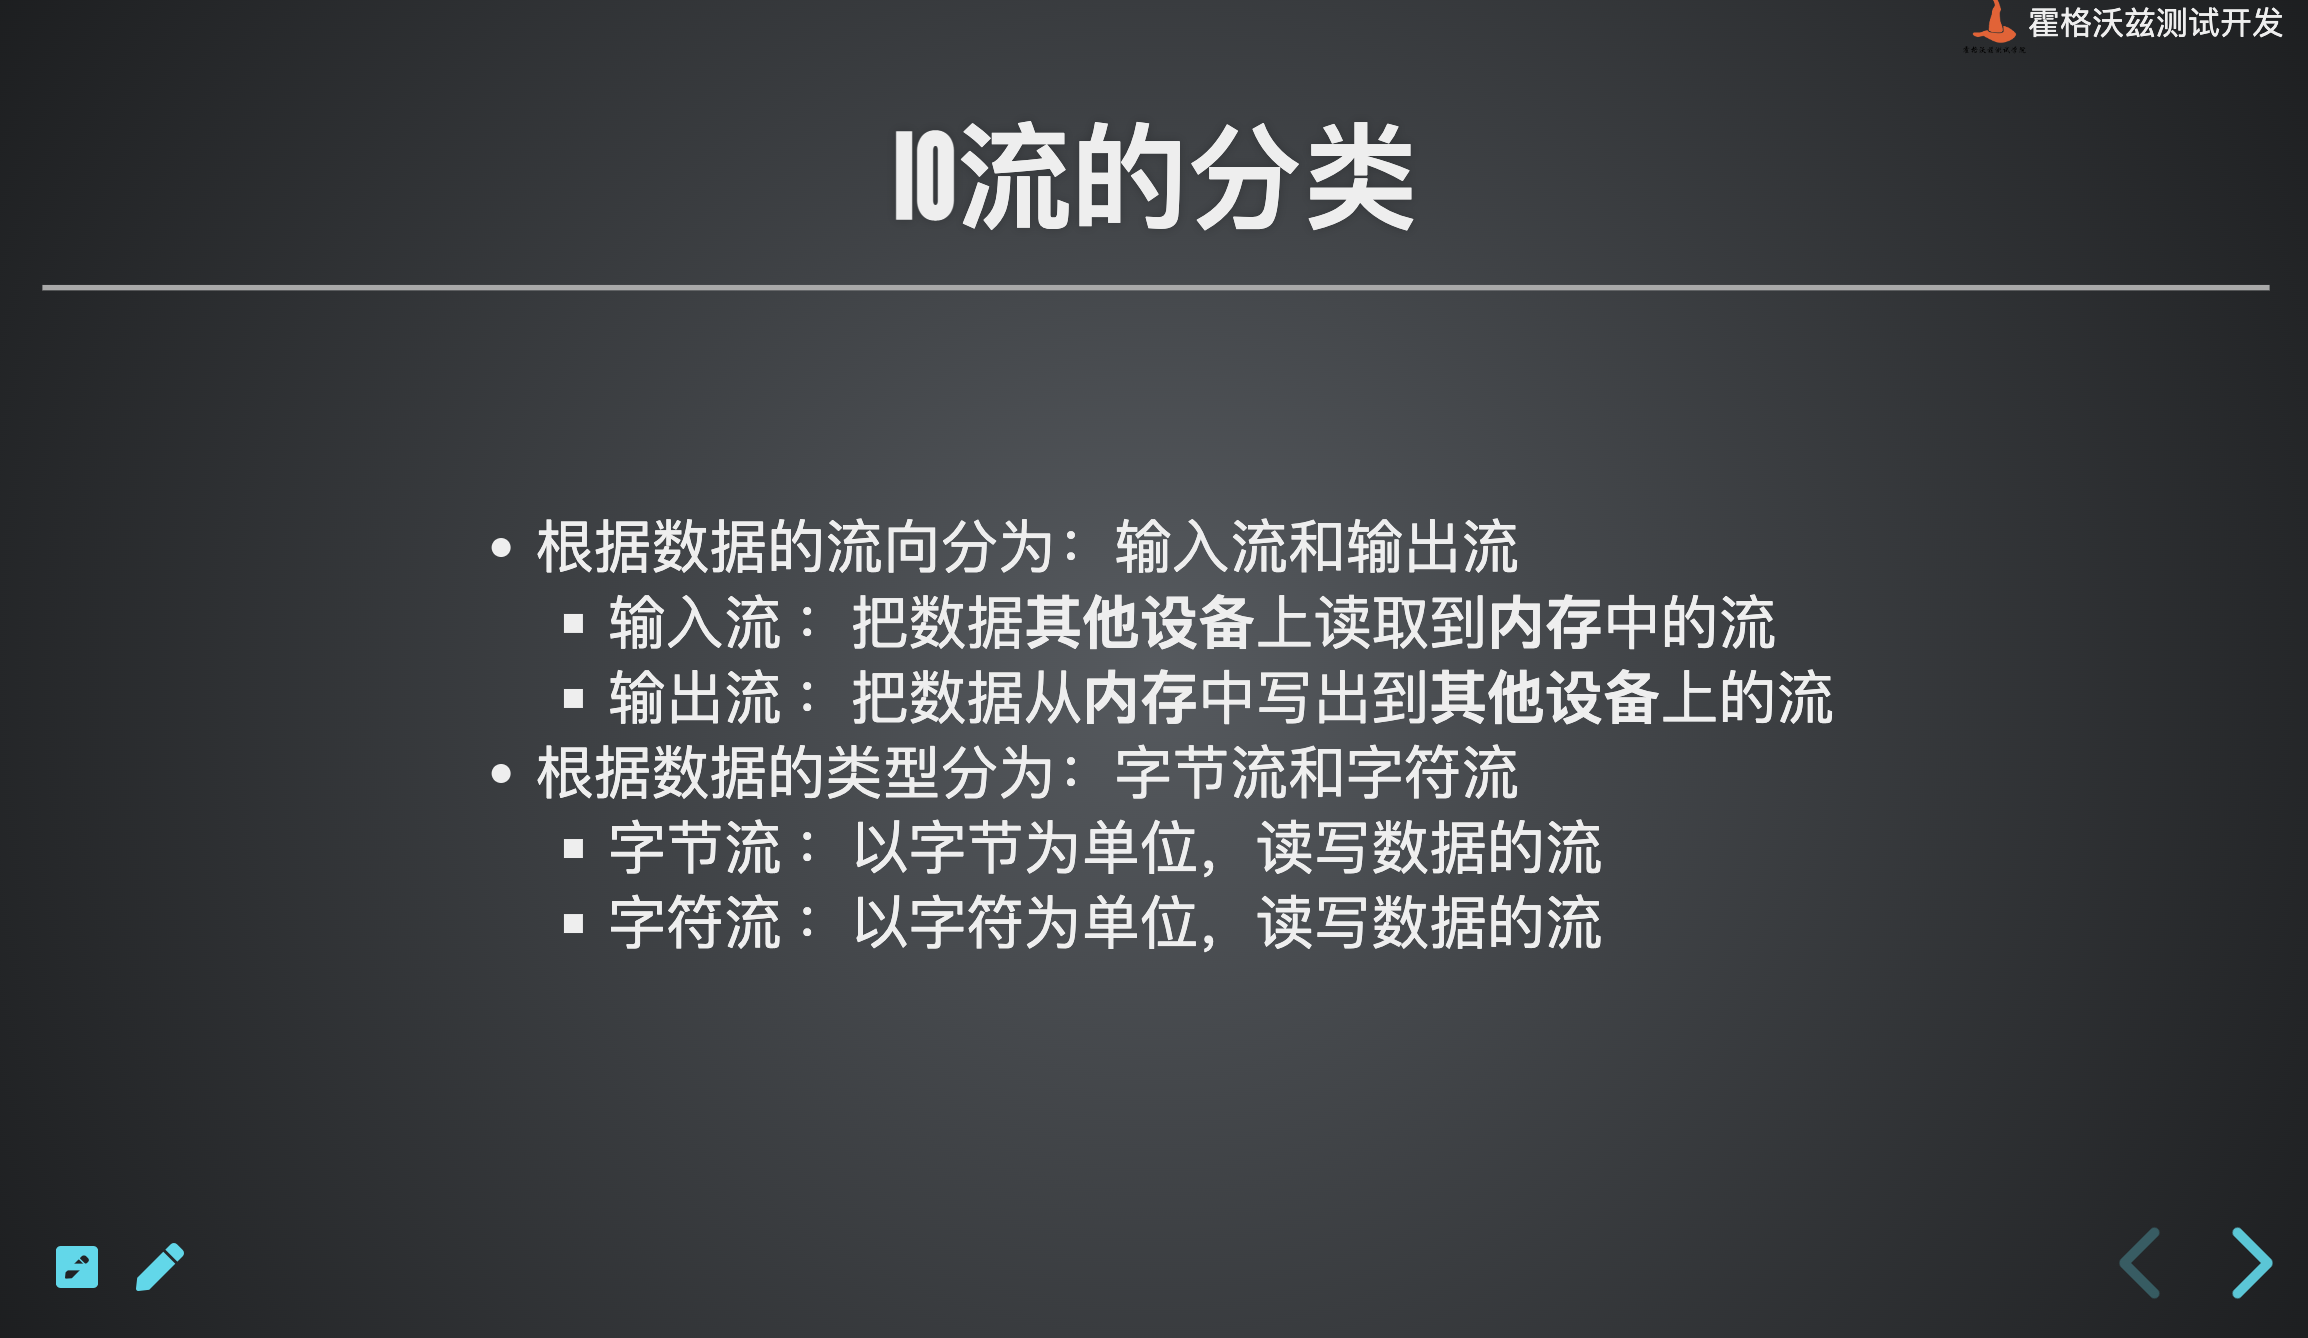 霍格沃兹测试开发
IO流的分类
根据数据的流向分为：输入流和输出流
输入流 ：把数据其他设备上读取到内存中的流
输出流 ：把数据从内存中写出到其他设备上的流
根据数据的类型分为：字节流和字符流
字节流 ：以字节为单位，读写数据的流
字符流 ：以字符为单位，读写数据的流